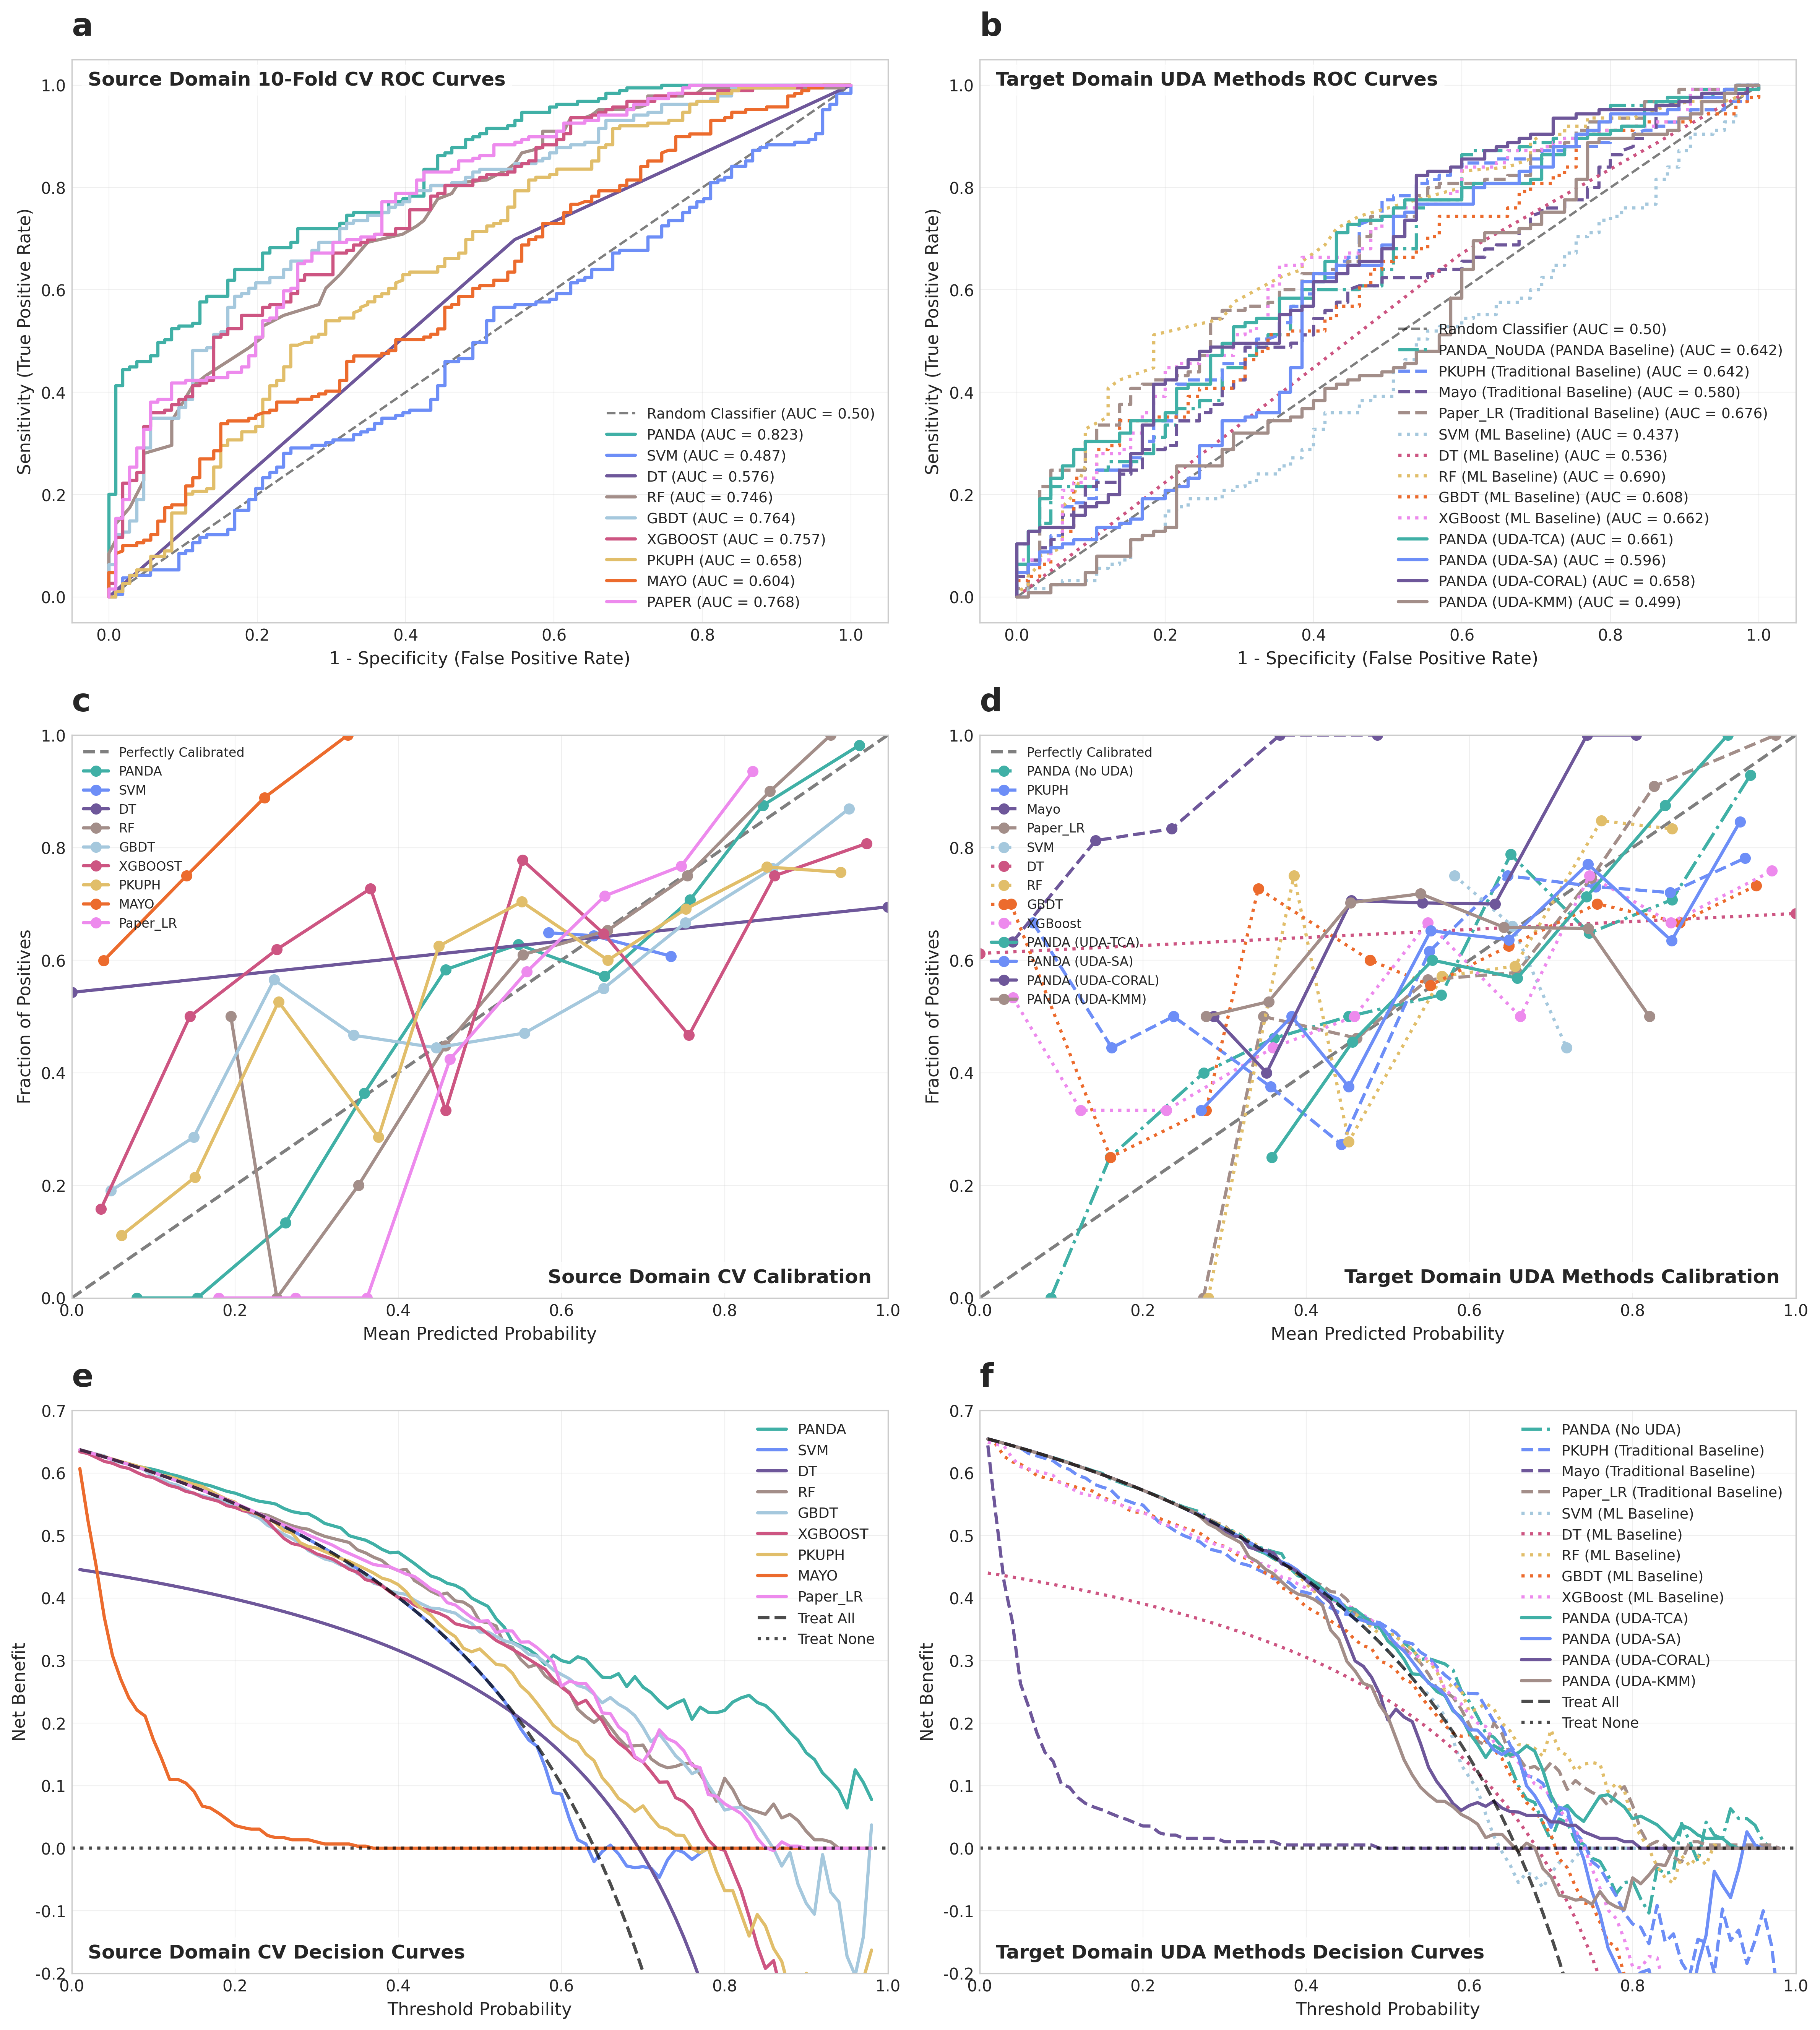 a
Source Domain 10-Fold CV ROC Curves
Sensitivity (True Positive Rate)
1.0
0.8
0.6
0.4
0.2
0.0
Random Classifier (AUC = 0.50)
PANDA (AUC = 0.823)
SVM (AUC = 0.487)
DT (AUC = 0.576)
RF (AUC = 0.746)
GBDT (AUC = 0.764)
XGBOOST (AUC = 0.757)
PKUPH (AUC = 0.658)
MAYO (AUC = 0.604)
PAPER (AUC = 0.768)
0.0 0.2 0.4 0.6 0.8 1.0
1 - Specificity (False Positive Rate)
b
Target Domain UDA Methods ROC Curves
Sensitivity (True Positive Rate)
1.0
0.8
0.6
0.4
0.2
0.0
Random Classifier (AUC = 0.50)
PANDA_NoUDA (PANDA Baseline) (AUC = 0.642)
PKUPH (Traditional Baseline) (AUC = 0.642)
Mayo (Traditional Baseline) (AUC = 0.580)
Paper_LR (Traditional Baseline) (AUC = 0.676)
SVM (ML Baseline) (AUC = 0.437)
DT (ML Baseline) (AUC = 0.536)
RF (ML Baseline) (AUC = 0.690)
GBDT (ML Baseline) (AUC = 0.608)
XGBoost (ML Baseline) (AUC = 0.662)
PANDA (UDA-TCA) (AUC = 0.661)
PANDA (UDA-SA) (AUC = 0.596)
PANDA (UDA-CORAL) (AUC = 0.658)
PANDA (UDA-KMM) (AUC = 0.499)
0.0 0.2 0.4 0.6 0.8 1.0
1 - Specificity (False Positive Rate)
c
Fraction of Positives
1.0
0.8
0.6
0.4
0.2
0.0
Perfectly Calibrated
PANDA
SVM
DT
RF
GBDT
XGBOOST
PKUPH
MAYO
Paper_LR
Source Domain CV Calibration
0.0 0.2 0.4 0.6 0.8 1.0
Mean Predicted Probability
d
Fraction of Positives
1.0
0.8
0.6
0.4
0.2
0.0
Perfectly Calibrated
PANDA (No UDA)
PKUPH
Mayo
Paper_LR
SVM
DT
RF
GBDT
XGBoost
PANDA (UDA-TCA)
PANDA (UDA-SA)
PANDA (UDA-CORAL)
PANDA (UDA-KMM)
Target Domain UDA Methods Calibration
0.0 0.2 0.4 0.6 0.8 1.0
Mean Predicted Probability
e
Net Benefit
0.7
0.6
0.5
0.4
0.3
0.2
0.1
0.0
-0.1
-0.2
PANDA
SVM
DT
RF
GBDT
XGBOOST
PKUPH
MAYO
Paper_LR
Treat All
Treat None
Source Domain CV Decision Curves
0.0 0.2 0.4 0.6 0.8 1.0
Threshold Probability
f
Net Benefit
0.7
0.6
0.5
0.4
0.3
0.2
0.1
0.0
-0.1
-0.2
PANDA (No UDA)
PKUPH (Traditional Baseline)
Mayo (Traditional Baseline)
Paper_LR (Traditional Baseline)
SVM (ML Baseline)
DT (ML Baseline)
RF (ML Baseline)
GBDT (ML Baseline)
XGBoost (ML Baseline)
PANDA (UDA-TCA)
PANDA (UDA-SA)
PANDA (UDA-CORAL)
PANDA (UDA-KMM)
Treat All
Treat None
Target Domain UDA Methods Decision Curves
0.0 0.2 0.4 0.6 0.8 1.0
Threshold Probability